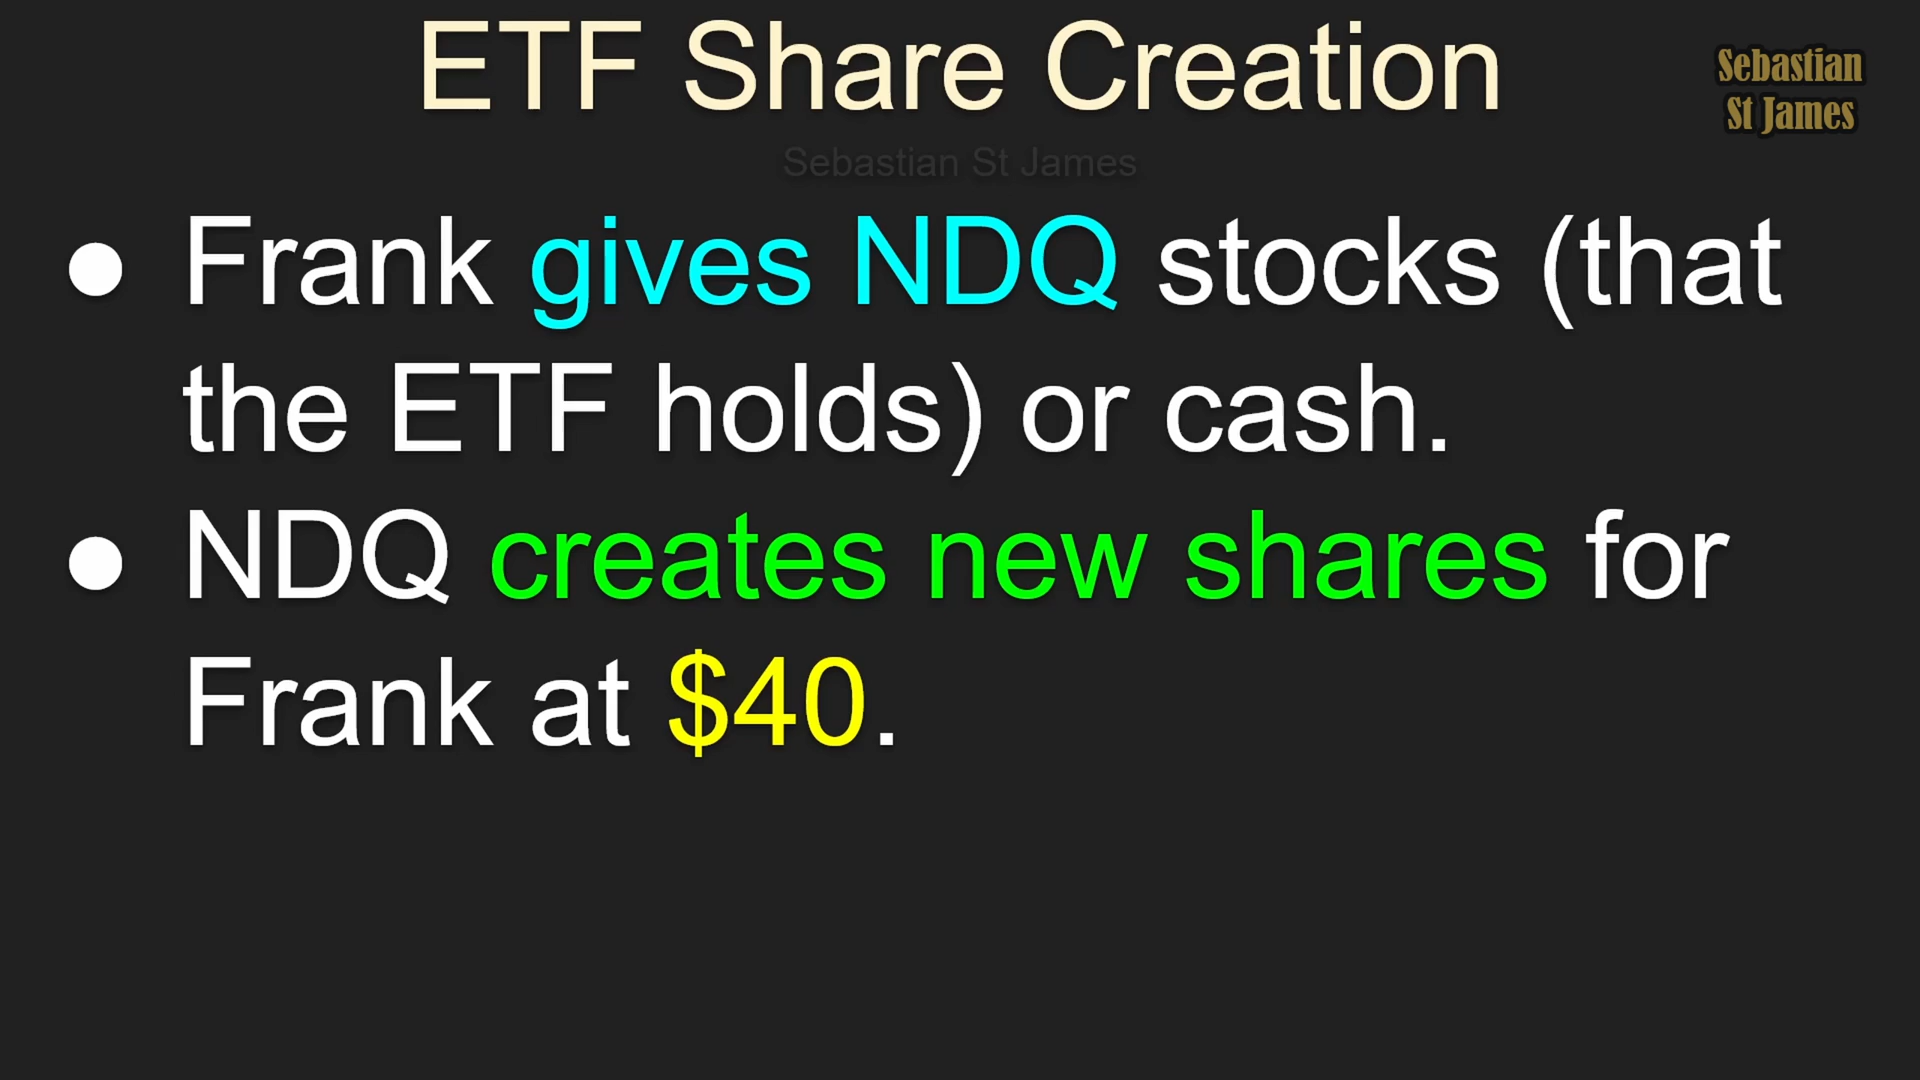 ETF Share Creation
Sebastian
St James
Sebastian St James
● Frank gives NDQ stocks (that
the ETF holds) or cash.
● NDQ creates new shares for
Frank at $40.